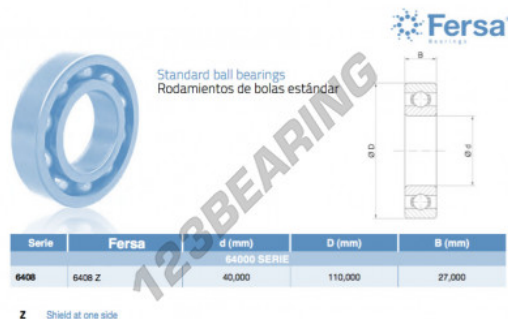 Fersa
Bearings
Standard ball bearings
Rodamientos de bolas estándar
B
Ø D
Ø d
123BEARING
Serie Fersa d (mm) D (mm) B (mm)
64000 SERIE
6408 6408 Z 40,000 110,000 27,000
Z Shield at one side